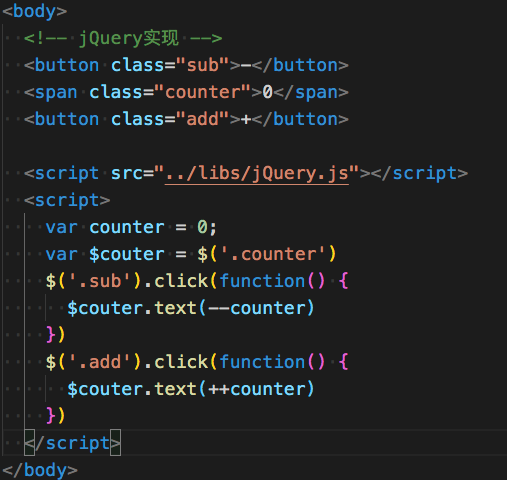 <body>
  <!-- jQuery实现 -->
  <button class="sub">-</button>
  <span class="counter">0</span>
  <button class="add">+</button>

  <script src="../libs/jQuery.js"></script>
  <script>
    var counter = 0;
    var $couter = $('.counter')
    $('.sub').click(function() {
      $couter.text(--counter)
    })
    $('.add').click(function() {
      $couter.text(++counter)
    })
  </script>
</body>